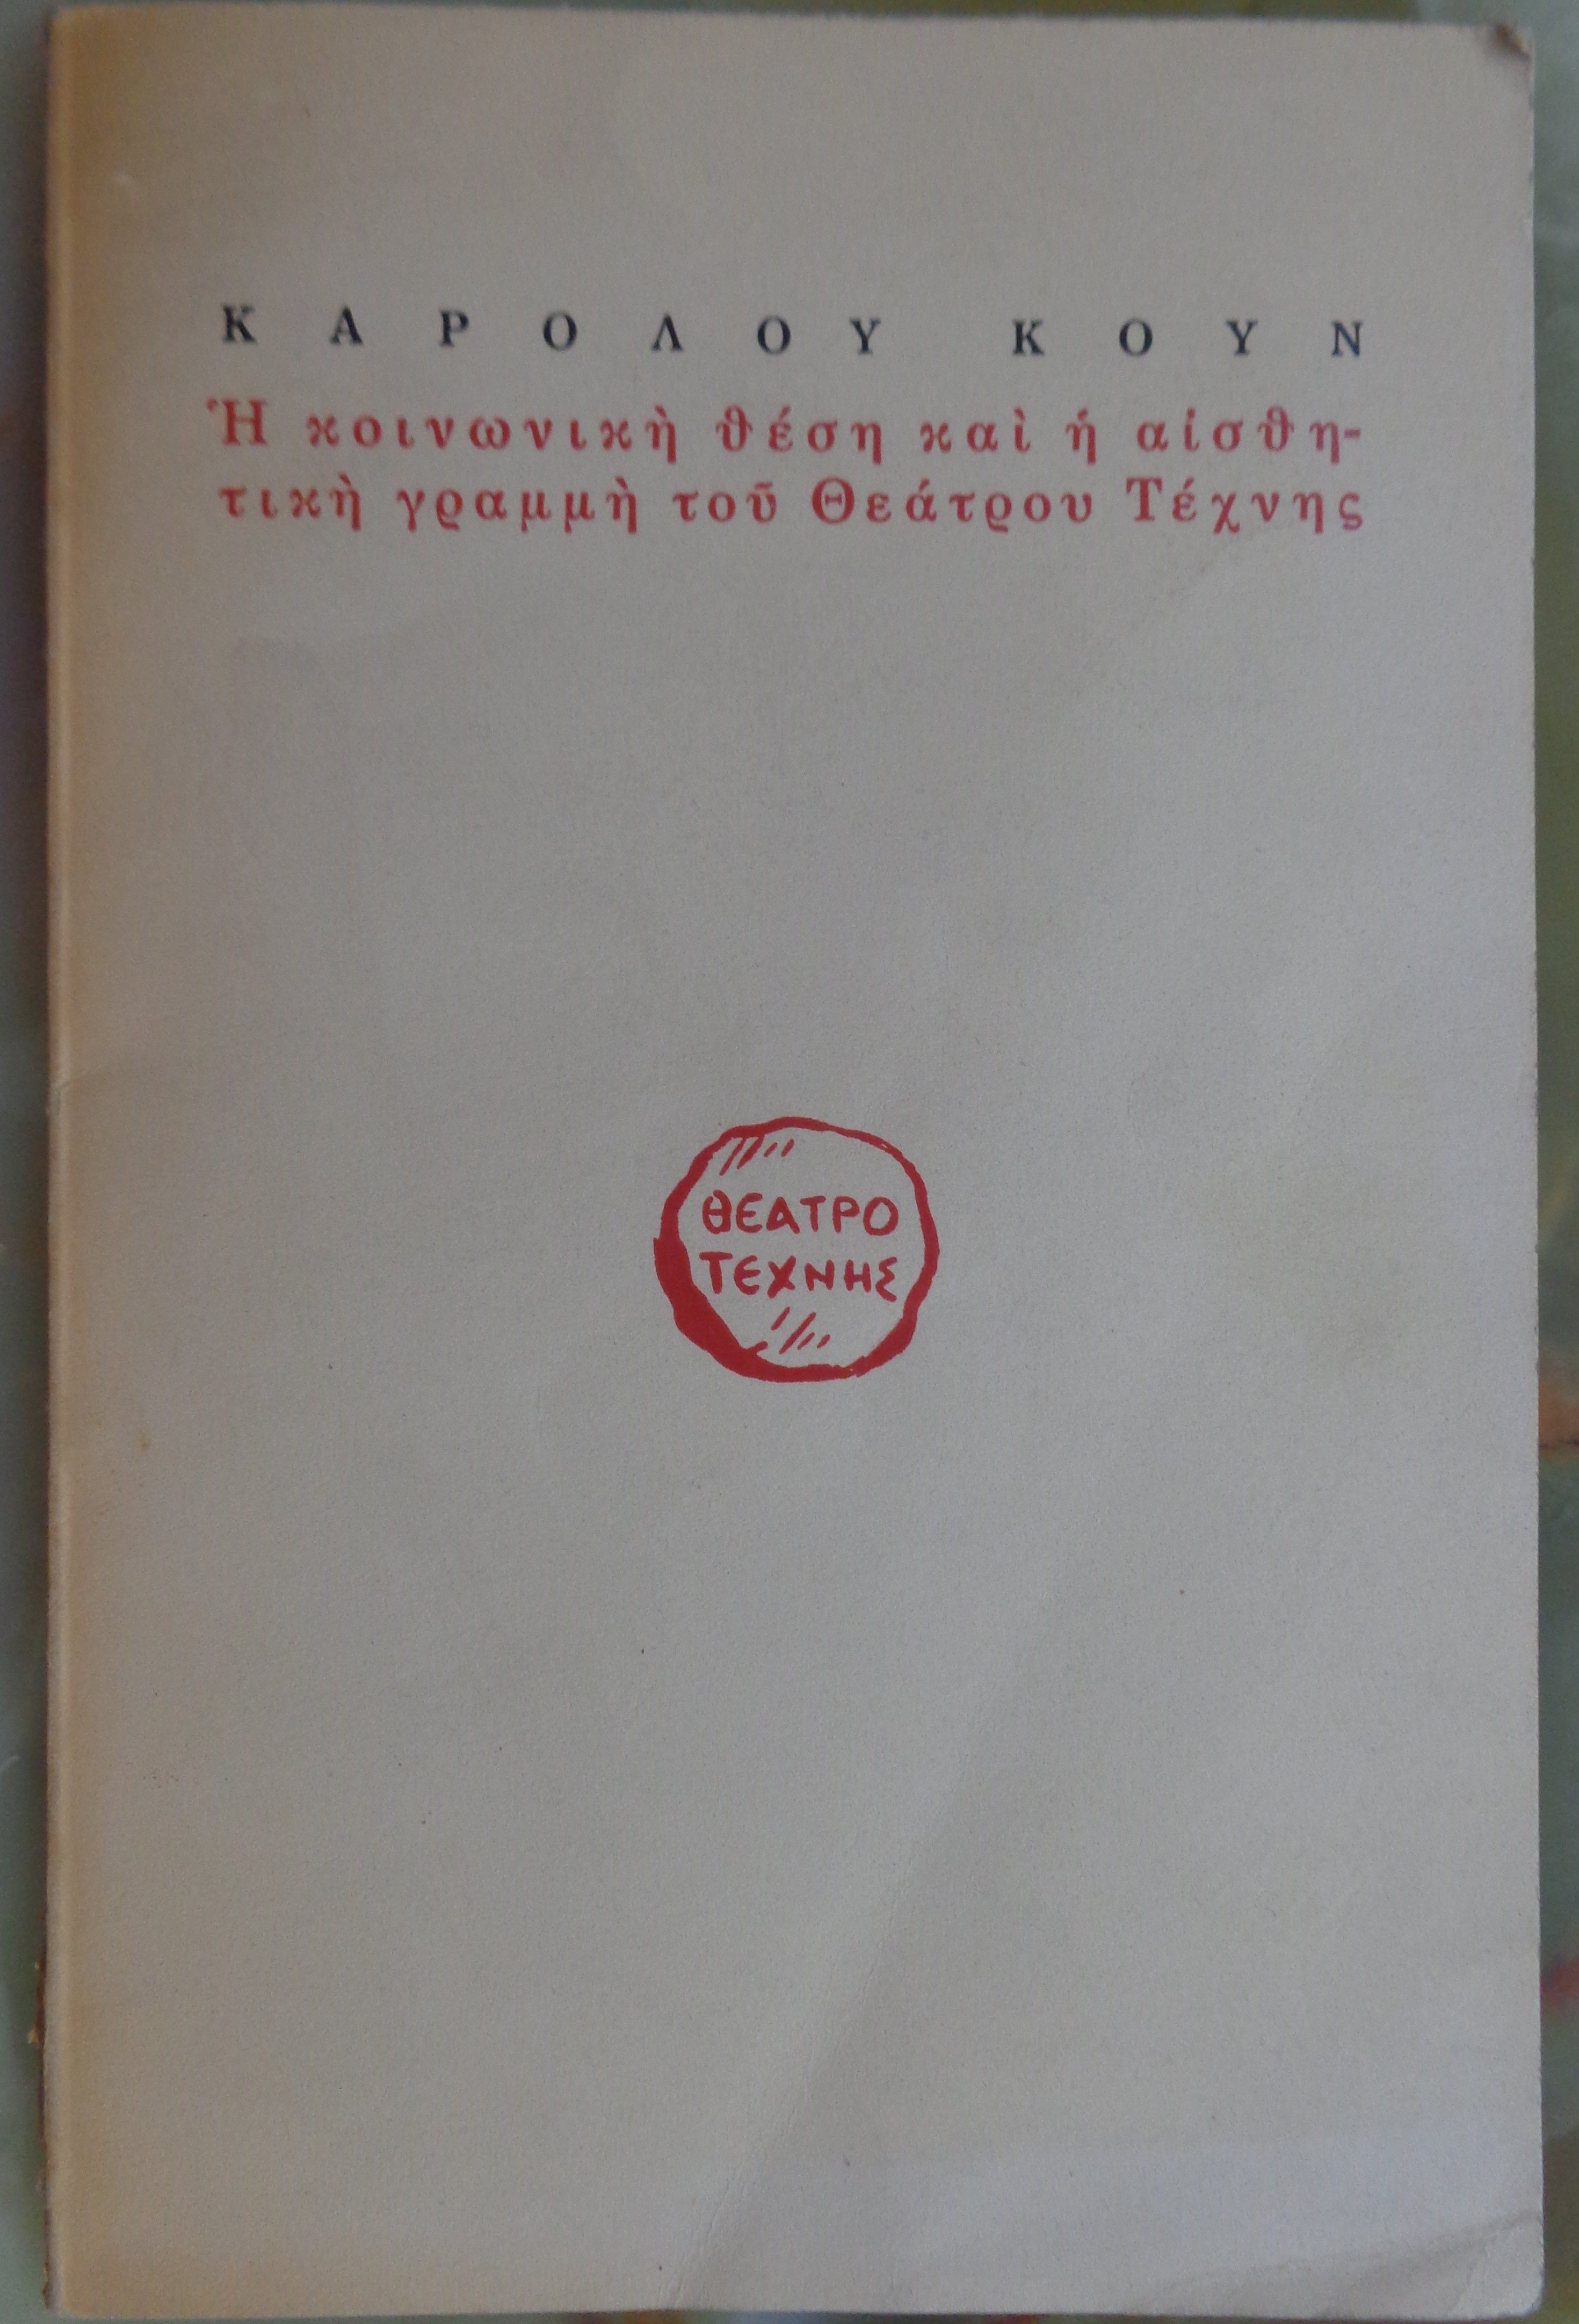 ΚΑΡΟΛΟΥ ΚΟΥΝ
Ἡ κοινωνικὴ θέση καὶ ἡ αἰσθη-
τικὴ γραμμὴ τοῦ Θεάτρου Τέχνης
ΘΕΑΤΡΟ
ΤΕΧΝΗΣ